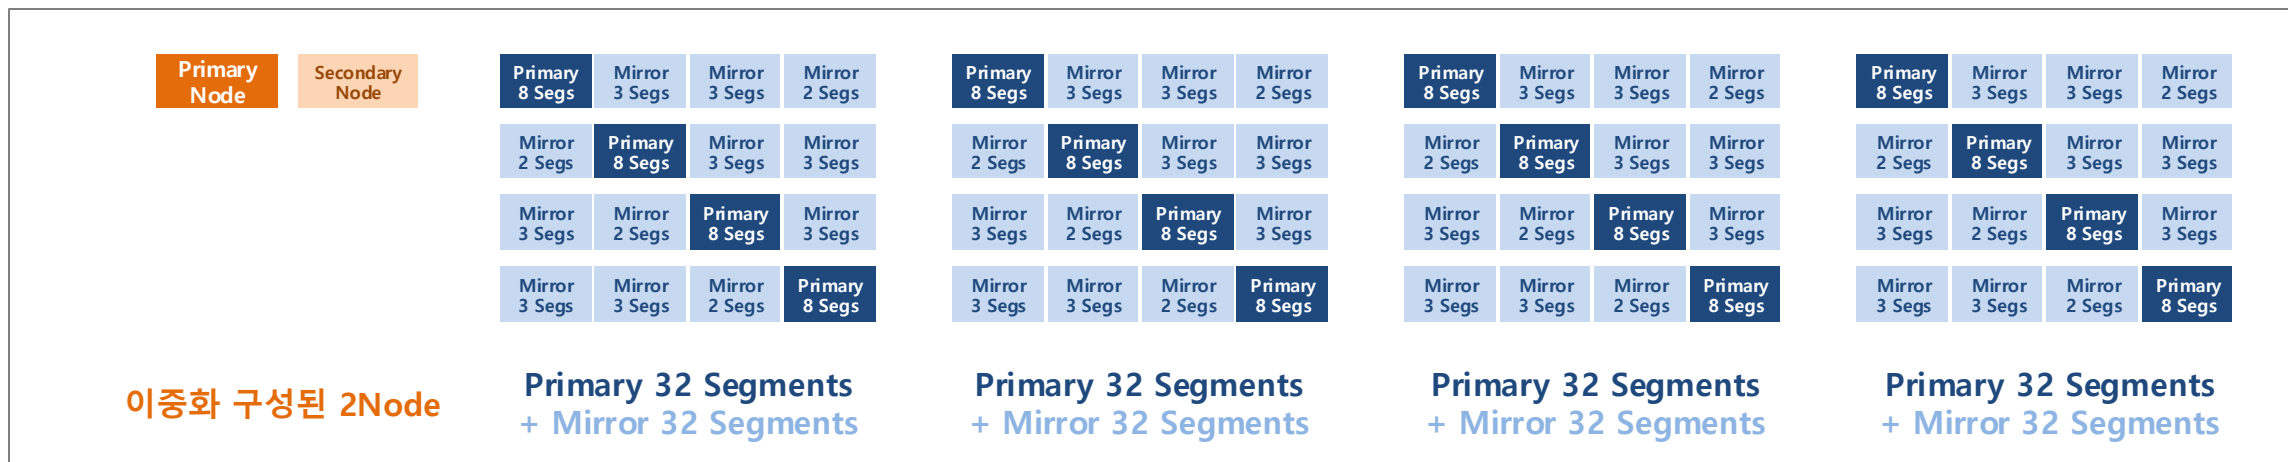 Primary
Node
Secondary
Node
이중화 구성된 2Node
Primary Mirror Mirror Mirror
8 Segs 3 Segs 3 Segs 2 Segs
Mirror Primary Mirror Mirror
2 Segs 8 Segs 3 Segs 3 Segs
Mirror Mirror Primary Mirror
3 Segs 2 Segs 8 Segs 3 Segs
Mirror Mirror Mirror Primary
3 Segs 3 Segs 2 Segs 8 Segs
Primary 32 Segments
+ Mirror 32 Segments
Primary Mirror Mirror Mirror
8 Segs 3 Segs 3 Segs 2 Segs
Mirror Primary Mirror Mirror
2 Segs 8 Segs 3 Segs 3 Segs
Mirror Mirror Primary Mirror
3 Segs 2 Segs 8 Segs 3 Segs
Mirror Mirror Mirror Primary
3 Segs 3 Segs 2 Segs 8 Segs
Primary 32 Segments
+ Mirror 32 Segments
Primary Mirror Mirror Mirror
8 Segs 3 Segs 3 Segs 2 Segs
Mirror Primary Mirror Mirror
2 Segs 8 Segs 3 Segs 3 Segs
Mirror Mirror Primary Mirror
3 Segs 2 Segs 8 Segs 3 Segs
Mirror Mirror Mirror Primary
3 Segs 3 Segs 2 Segs 8 Segs
Primary 32 Segments
+ Mirror 32 Segments
Primary Mirror Mirror Mirror
8 Segs 3 Segs 3 Segs 2 Segs
Mirror Primary Mirror Mirror
2 Segs 8 Segs 3 Segs 3 Segs
Mirror Mirror Primary Mirror
3 Segs 2 Segs 8 Segs 3 Segs
Mirror Mirror Mirror Primary
3 Segs 3 Segs 2 Segs 8 Segs
Primary 32 Segments
+ Mirror 32 Segments